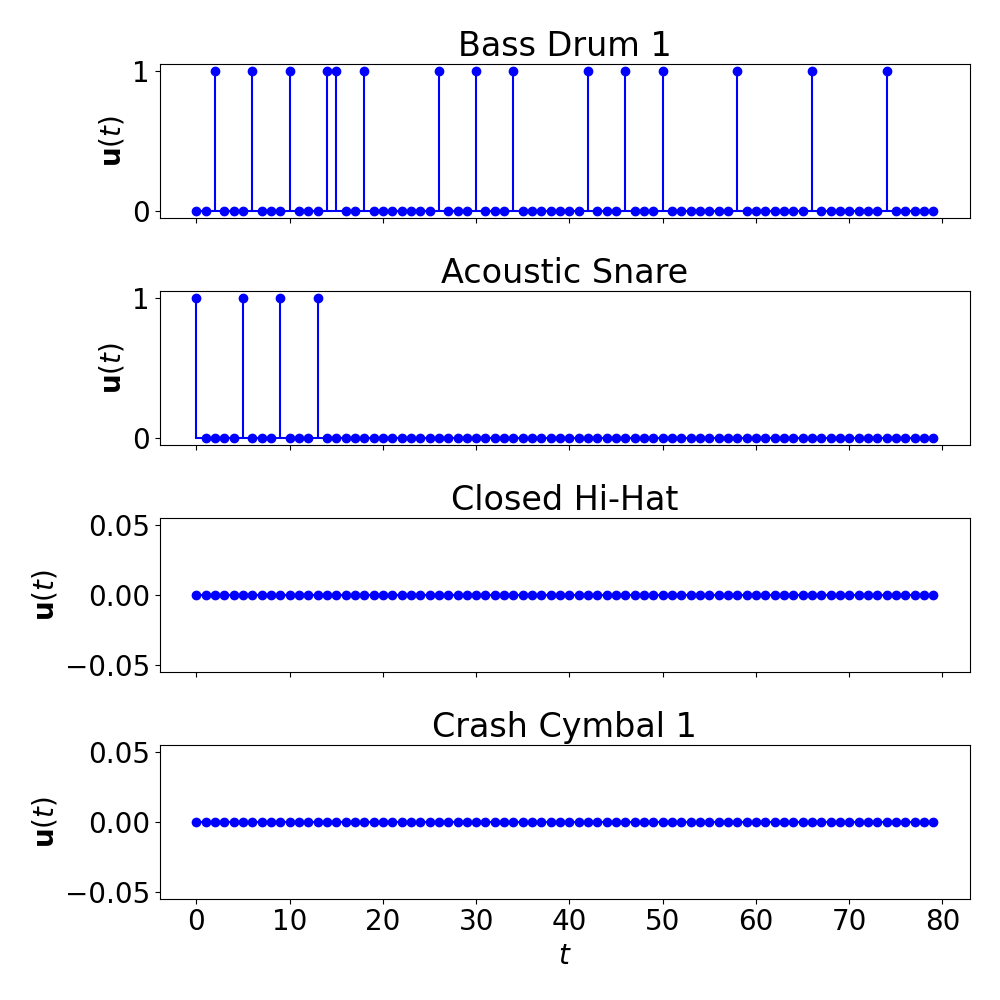 Bass Drum 1
1
0
u(t)
Acoustic Snare
1
0
u(t)
Closed Hi-Hat
0.05
0.00
−0.05
u(t)
Crash Cymbal 1
0.05
0.00
−0.05
u(t)
0 10 20 30 40 50 60 70 80
t